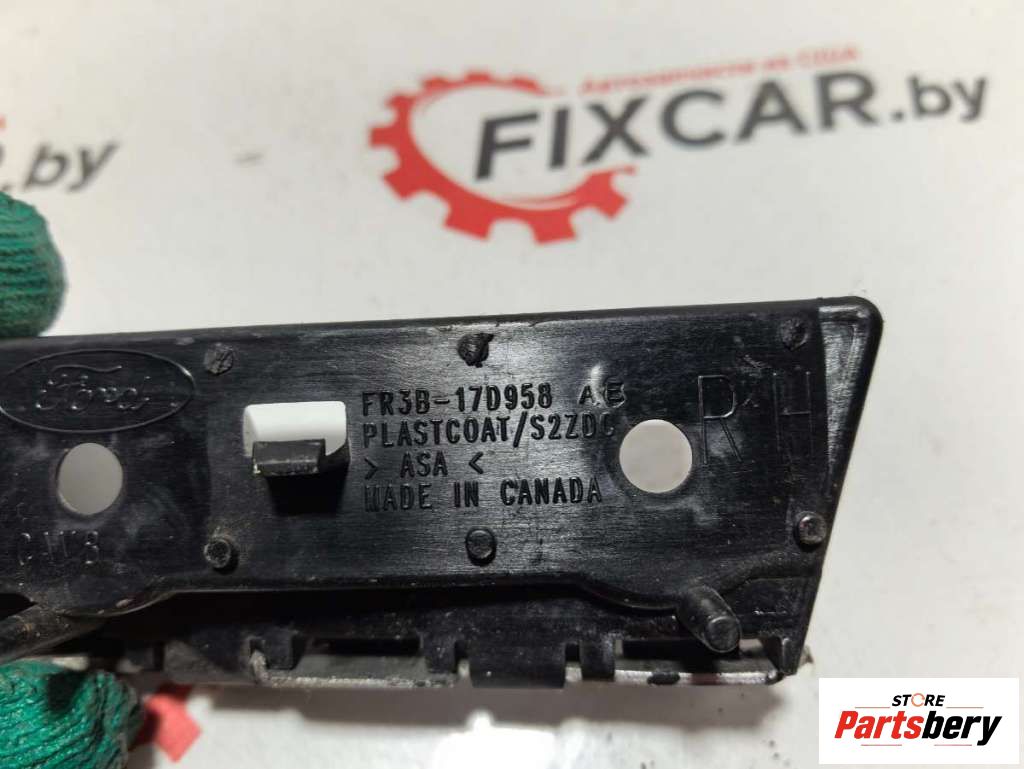 Автозапчасти из США
FIXCAR.by
.by
Ford
FR3B-17D958 AE
PLASTCOAT/S2ZDC
> ASA <
MADE IN CANADA
RH
STORE
Partsbery